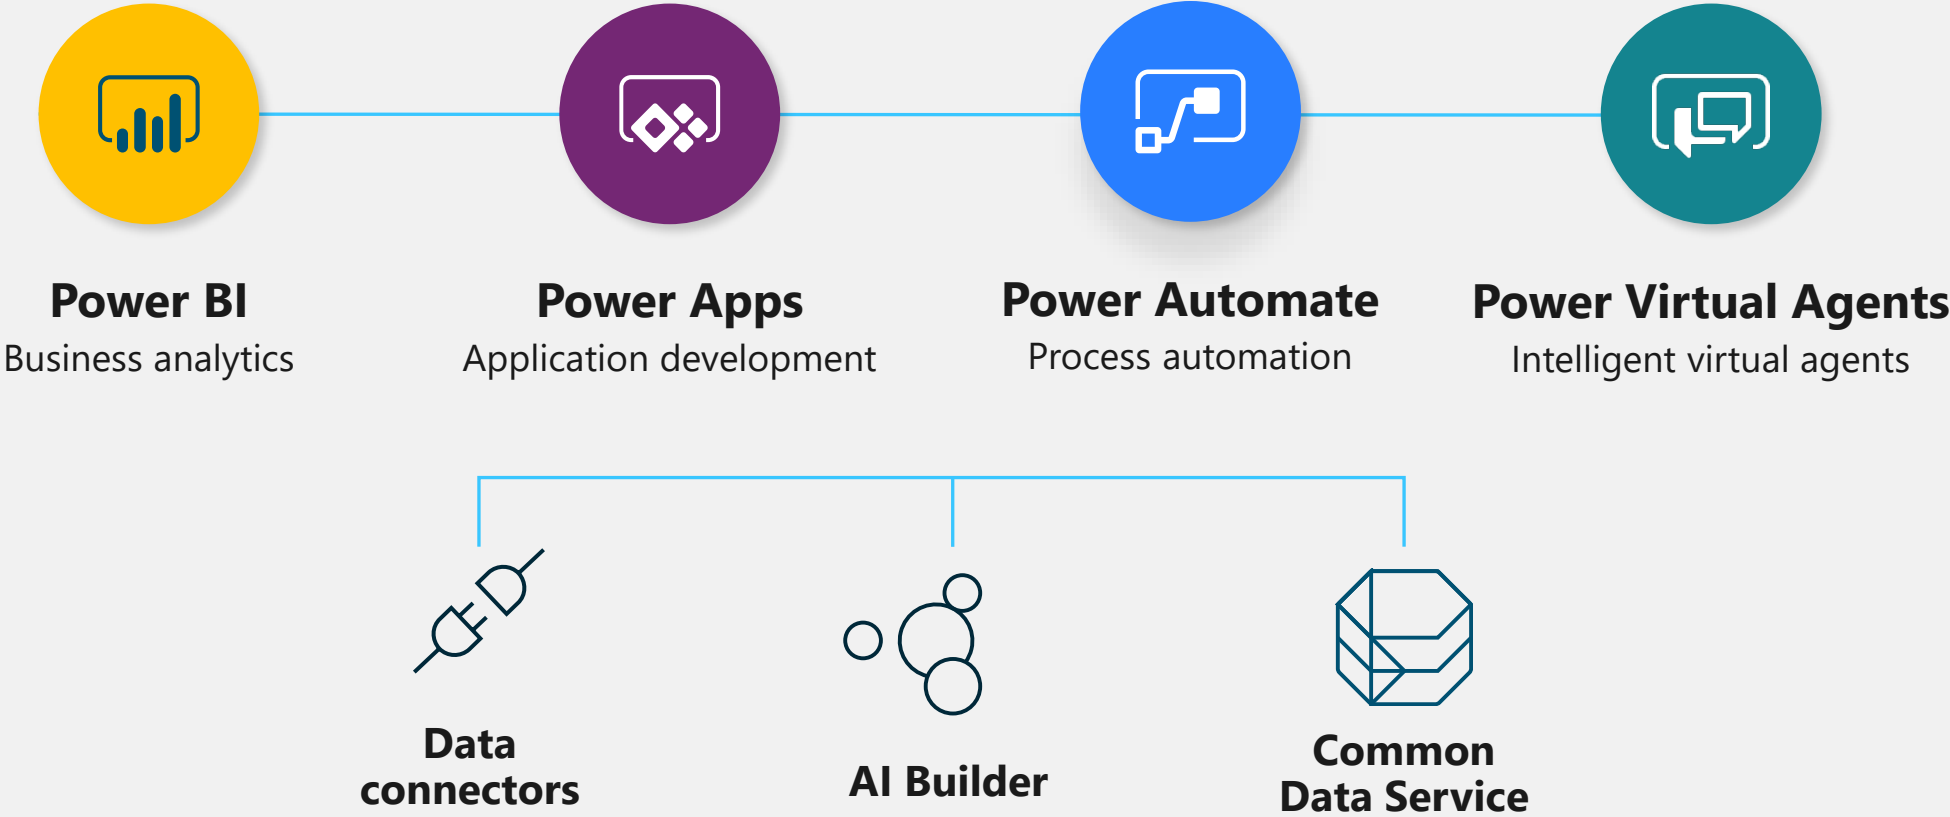 Power BI
Business analytics
Power Apps
Application development
Power Automate
Process automation
Power Virtual Agents
Intelligent virtual agents
Data
connectors
AI Builder
Common
Data Service